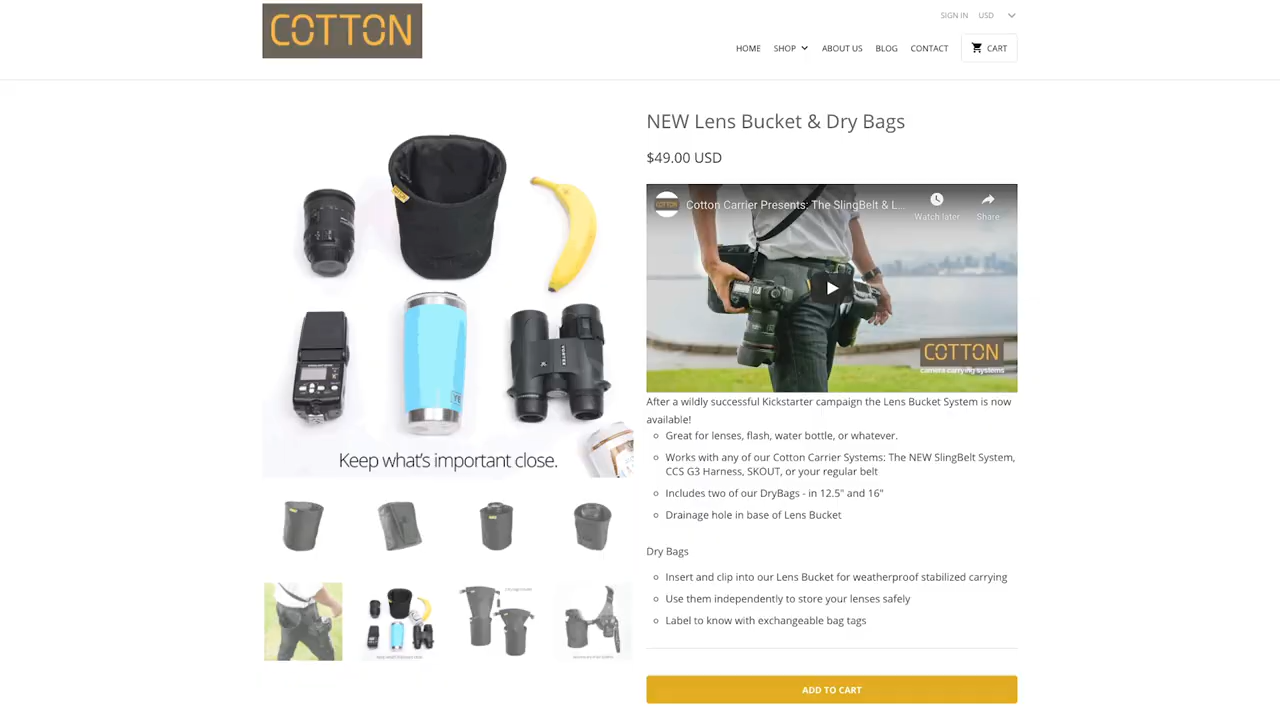 COTTON
SIGN IN USD
HOME SHOP ABOUT US BLOG CONTACT CART
NEW Lens Bucket & Dry Bags
$49.00 USD
COTTON Cotton Carrier Presents: The SlingBelt & L...
Watch later Share
VORTEX
YE
Keep what's important close.
COTTON
Camera carrying systems
After a wildly successful Kickstarter campaign the Lens Bucket System is now
available!
Great for lenses, flash, water bottle, or whatever.
Works with any of our Cotton Carrier Systems: The NEW SlingBelt System,
CCS G3 Harness, SKOUT, or your regular belt
Includes two of our DryBags - in 12.5" and 16"
Drainage hole in base of Lens Bucket
Dry Bags
Insert and clip into our Lens Bucket for weatherproof stabilized carrying
Use them independently to store your lenses safely
Label to know with exchangeable bag tags
ADD TO CART